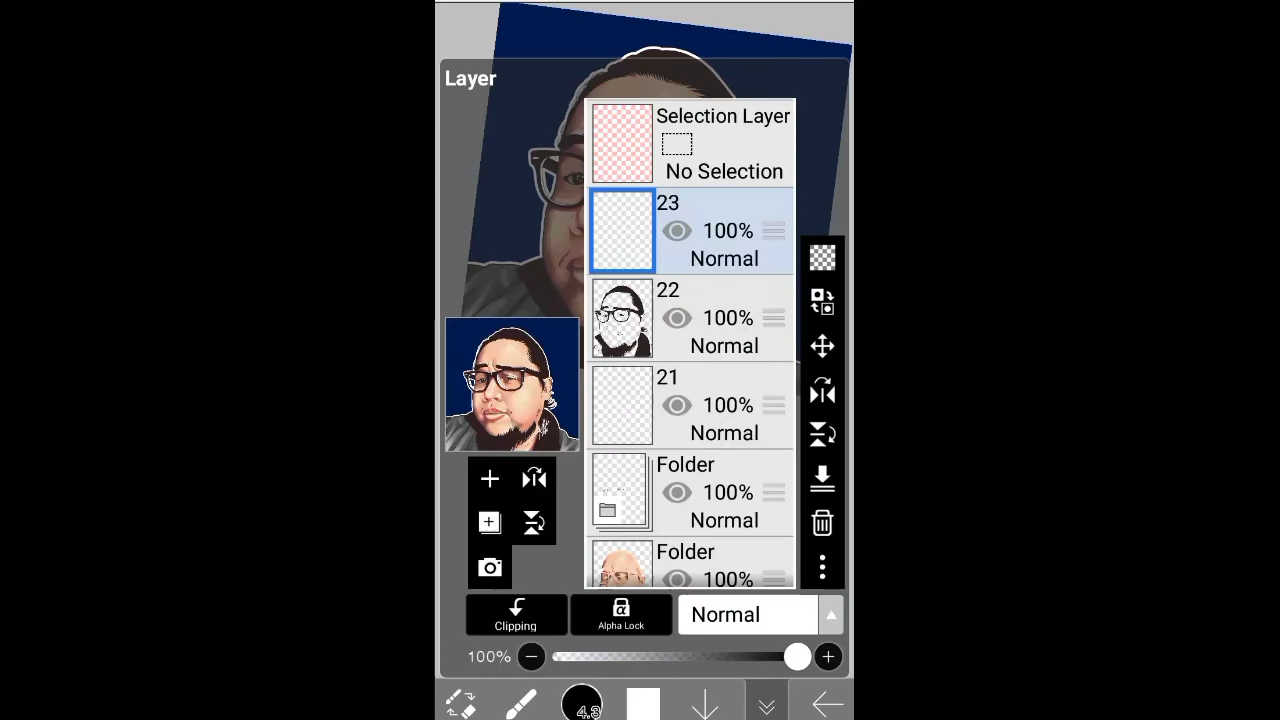 Layer
Selection Layer
No Selection
23
100%
Normal
22
100%
Normal
21
100%
Normal
Folder
100%
Normal
Folder
100%
Clipping
α
Alpha Lock
Normal
100%
4.3